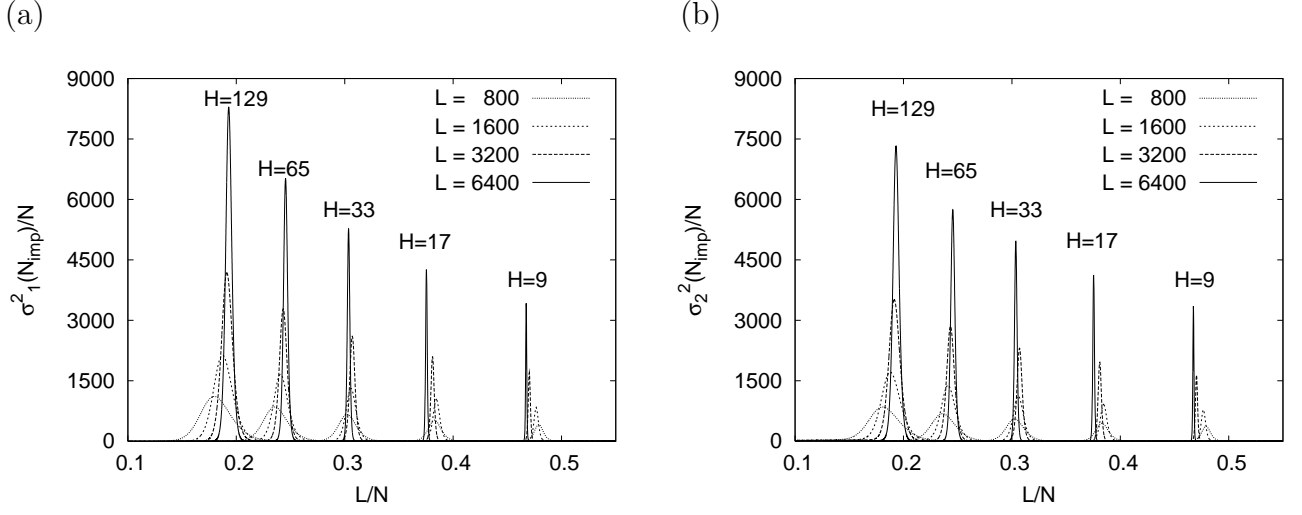 (a)
9000
7500
6000
4500
3000
1500
0
σ²₁(N_imp)/N
0.1 0.2 0.3 0.4 0.5
L/N
H=129
H=65
H=33
H=17
H=9
L = 800
L = 1600
L = 3200
L = 6400
(b)
9000
7500
6000
4500
3000
1500
0
σ₂²(N_imp)/N
0.1 0.2 0.3 0.4 0.5
L/N
H=129
H=65
H=33
H=17
H=9
L = 800
L = 1600
L = 3200
L = 6400